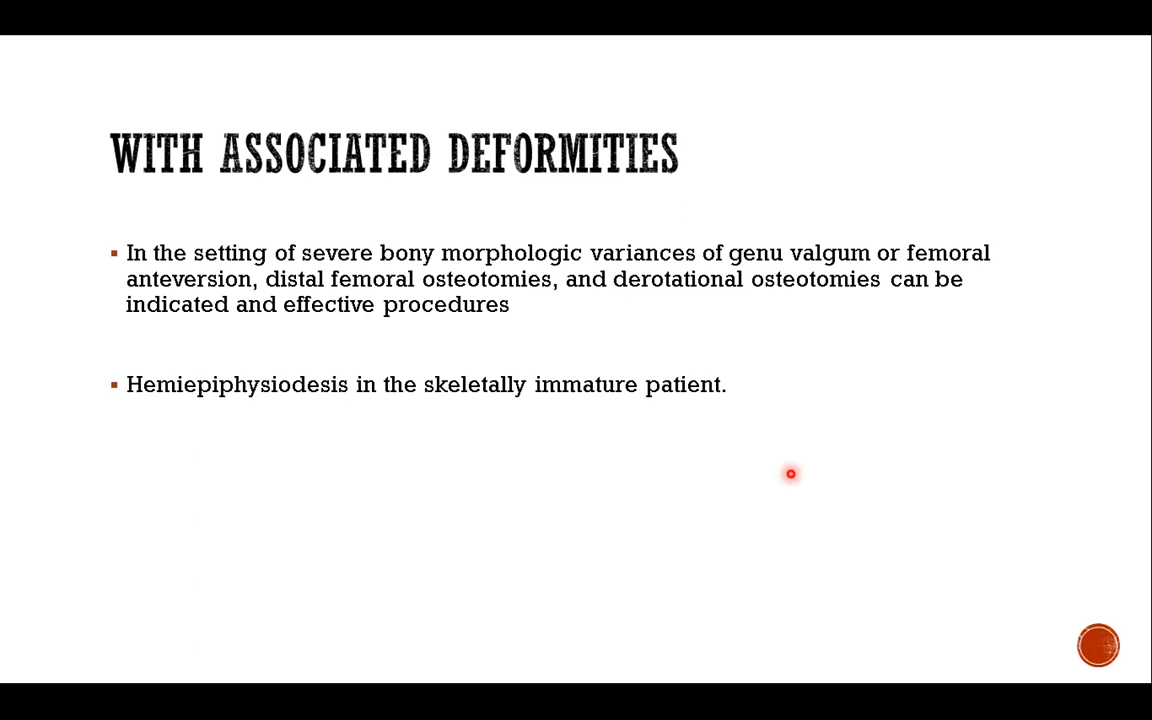 WITH ASSOCIATED DEFORMITIES
In the setting of severe bony morphologic variances of genu valgum or femoral
anteversion, distal femoral osteotomies, and derotational osteotomies can be
indicated and effective procedures
Hemiepiphysiodesis in the skeletally immature patient.